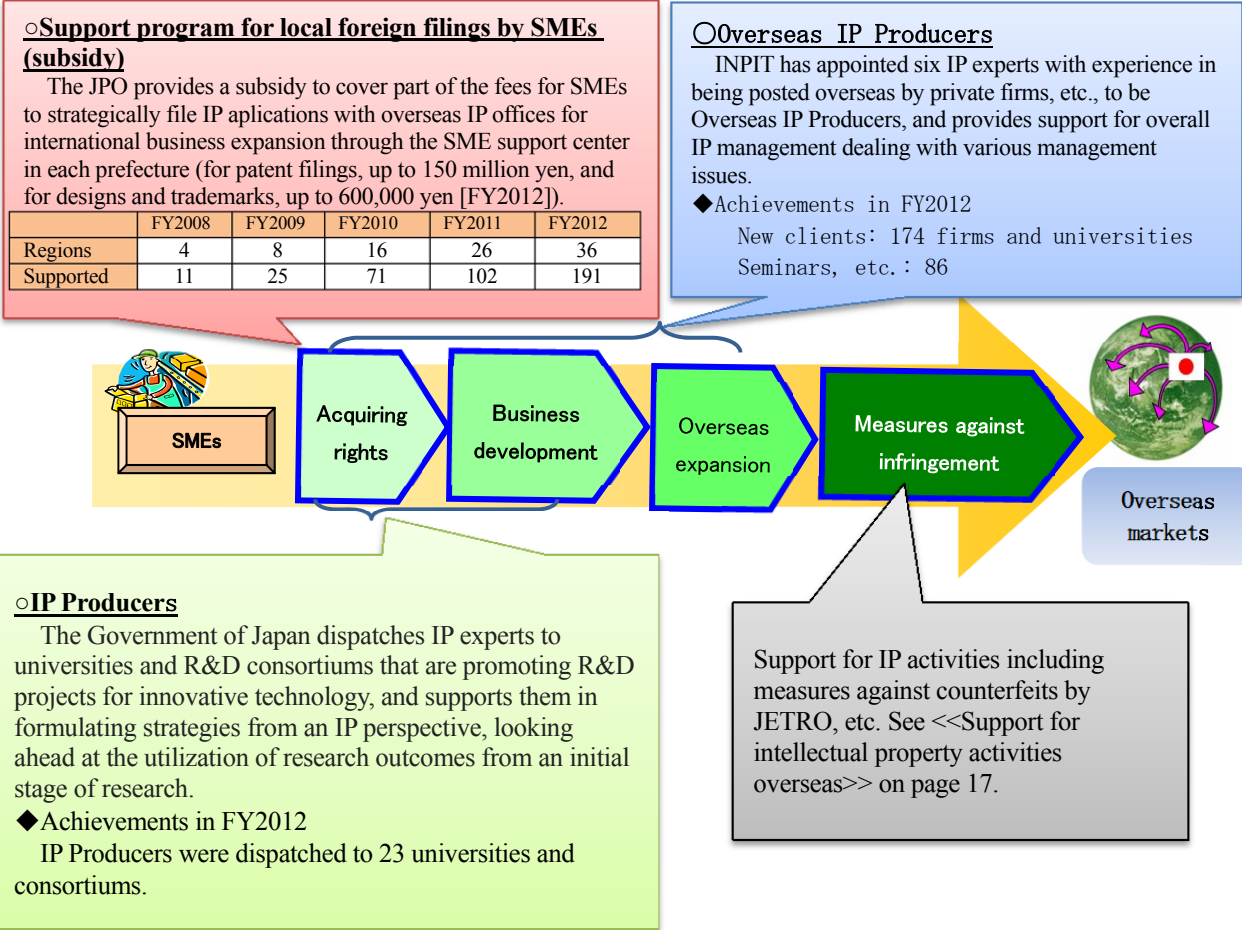 ○Support program for local foreign filings by SMEs
(subsidy)
The JPO provides a subsidy to cover part of the fees for SMEs
to strategically file IP aplications with overseas IP offices for
international business expansion through the SME support center
in each prefecture (for patent filings, up to 150 million yen, and
for designs and trademarks, up to 600,000 yen [FY2012]).
FY2008 FY2009 FY2010 FY2011 FY2012
Regions 4 8 16 26 36
Supported 11 25 71 102 191
○Overseas IP Producers
INPIT has appointed six IP experts with experience in
being posted overseas by private firms, etc., to be
Overseas IP Producers, and provides support for overall
IP management dealing with various management
issues.
◆Achievements in FY2012
New clients: 174 firms and universities
Seminars, etc.: 86
SMEs
Acquiring
rights
Business
development
Overseas
expansion
Measures against
infringement
Overseas
markets
○IP Producers
The Government of Japan dispatches IP experts to
universities and R&D consortiums that are promoting R&D
projects for innovative technology, and supports them in
formulating strategies from an IP perspective, looking
ahead at the utilization of research outcomes from an initial
stage of research.
◆Achievements in FY2012
IP Producers were dispatched to 23 universities and
consortiums.
Support for IP activities including
measures against counterfeits by
JETRO, etc. See <<Support for
intellectual property activities
overseas>> on page 17.